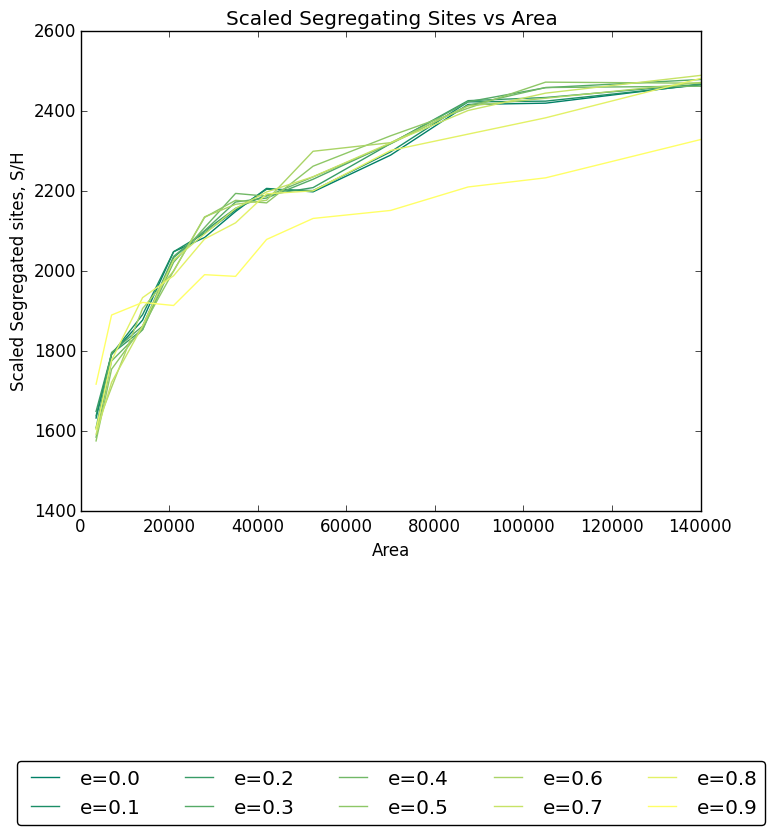 Scaled Segregating Sites vs Area
2600
2400
2200
2000
1800
1600
1400
Scaled Segregated sites, S/H
0 20000 40000 60000 80000 100000 120000 140000
Area
e=0.0 e=0.2 e=0.4 e=0.6 e=0.8
e=0.1 e=0.3 e=0.5 e=0.7 e=0.9